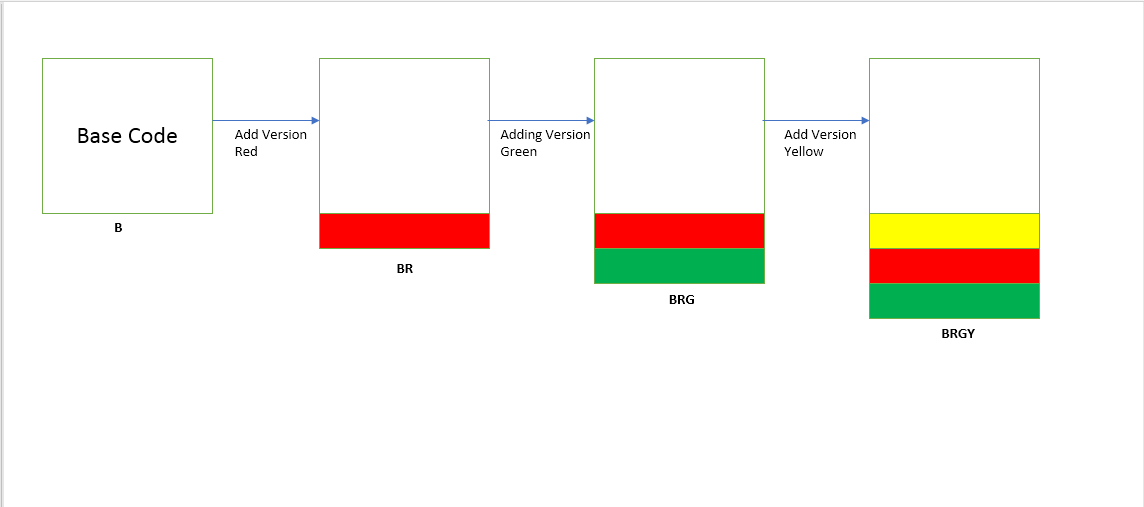 Base Code
Add Version
Red
Adding Version
Green
Add Version
Yellow
B
BR
BRG
BRGY